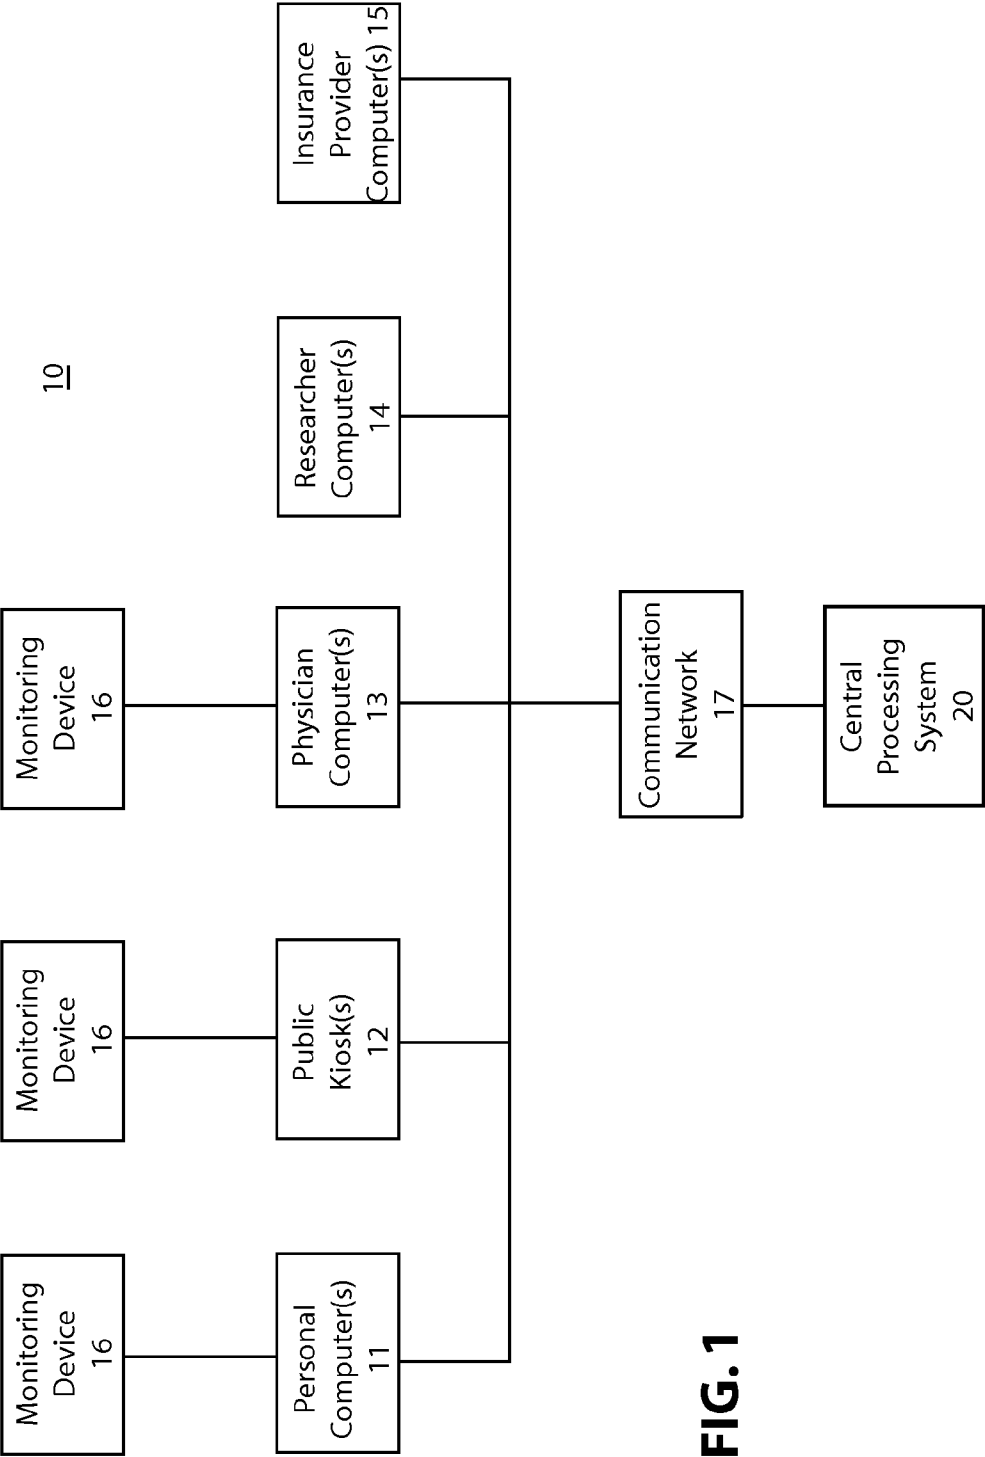 10
Monitoring
Device
16
Monitoring
Device
16
Monitoring
Device
16
Personal
Computer(s)
11
Public
Kiosk(s)
12
Physician
Computer(s)
13
Researcher
Computer(s)
14
Insurance
Provider
Computer(s) 15
Communication
Network
17
Central
Processing
System
20
FIG. 1